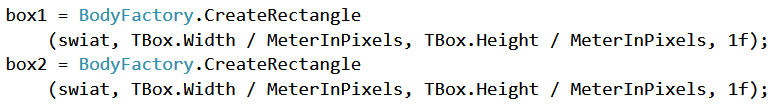 box1 = BodyFactory.CreateRectangle
(swiat, TBox.Width / MeterInPixels, TBox.Height / MeterInPixels, 1f);
box2 = BodyFactory.CreateRectangle
(swiat, TBox.Width / MeterInPixels, TBox.Height / MeterInPixels, 1f);